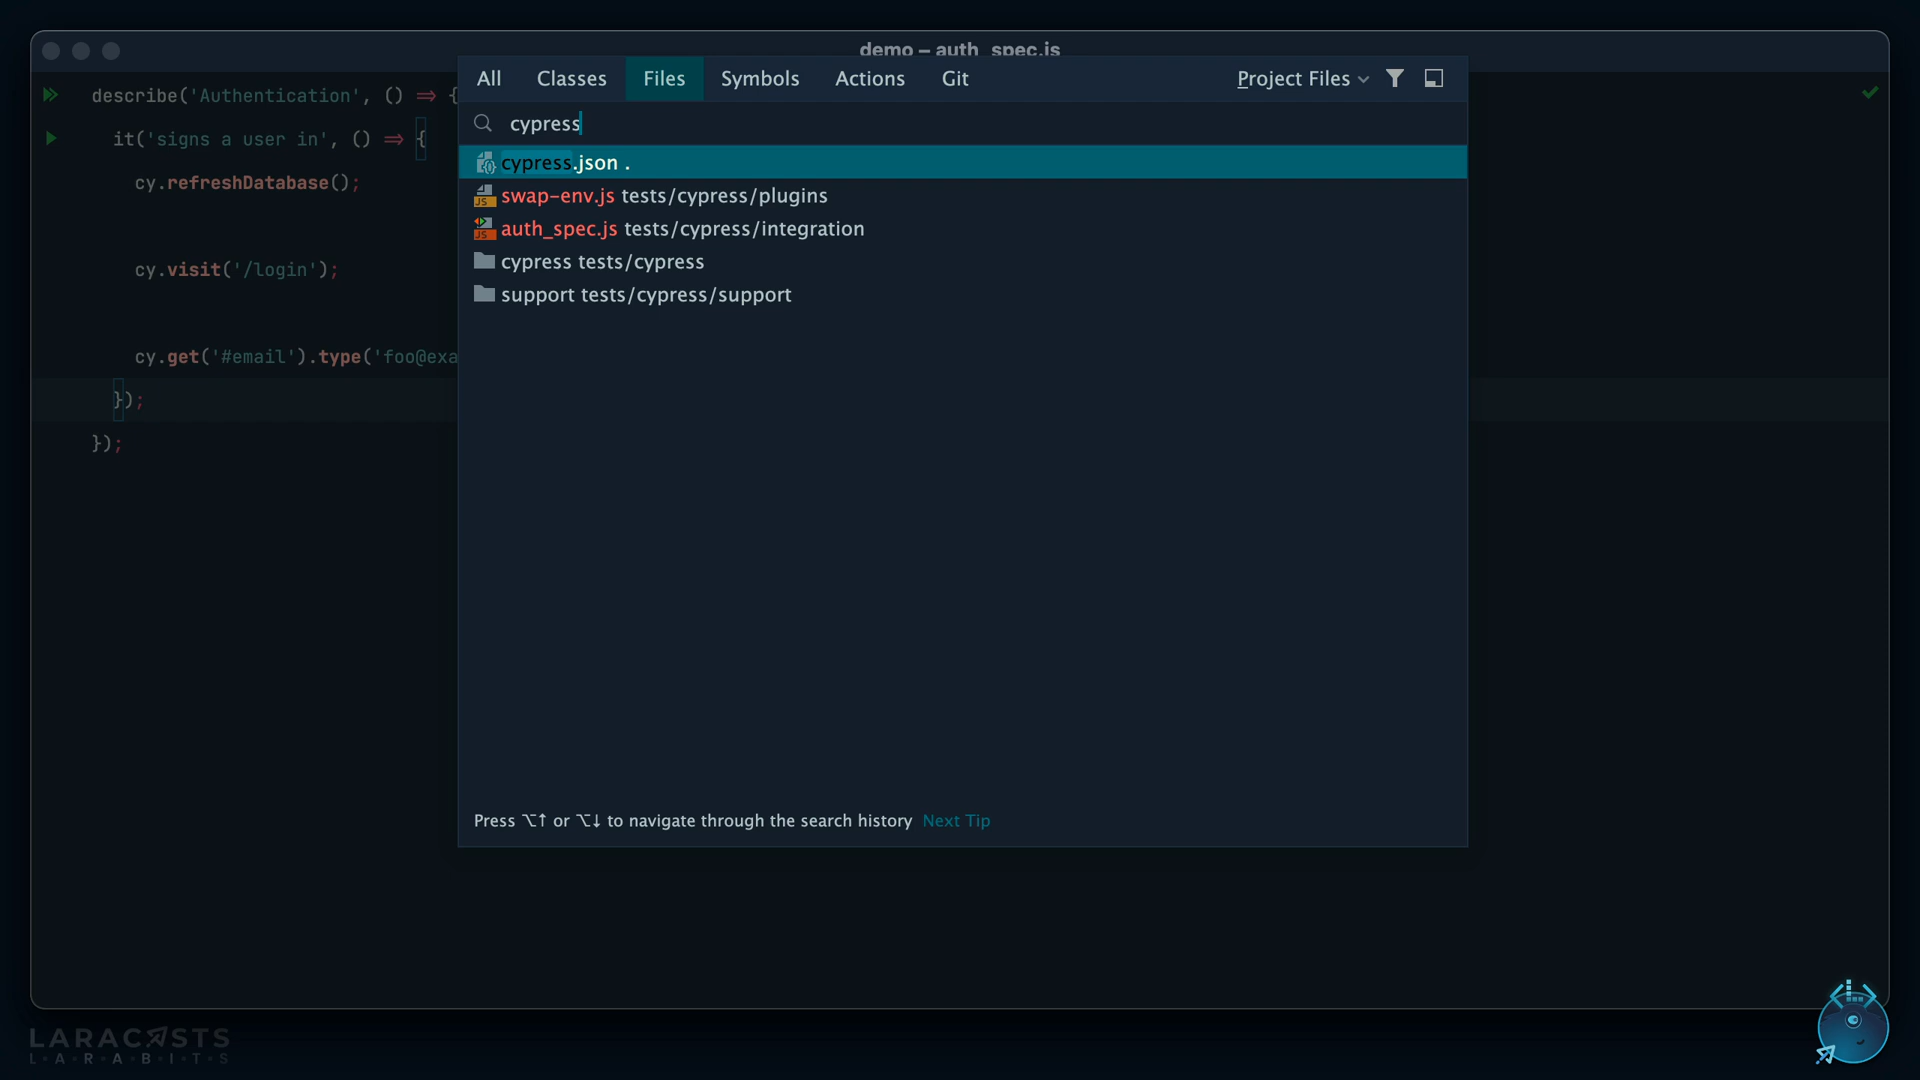 demo – auth_spec.js
All Classes Files Symbols Actions Git Project Files
cypress
cypress.json .
swap-env.js tests/cypress/plugins
auth_spec.js tests/cypress/integration
cypress tests/cypress
support tests/cypress/support
Press ⌥↑ or ⌥↓ to navigate through the search history Next Tip
describe('Authentication', () => {
it('signs a user in', () => {
cy.refreshDatabase();
cy.visit('/login');
cy.get('#email').type('foo@exa
});
});
LARACASTS
L·A·R·A·B·I·T·S